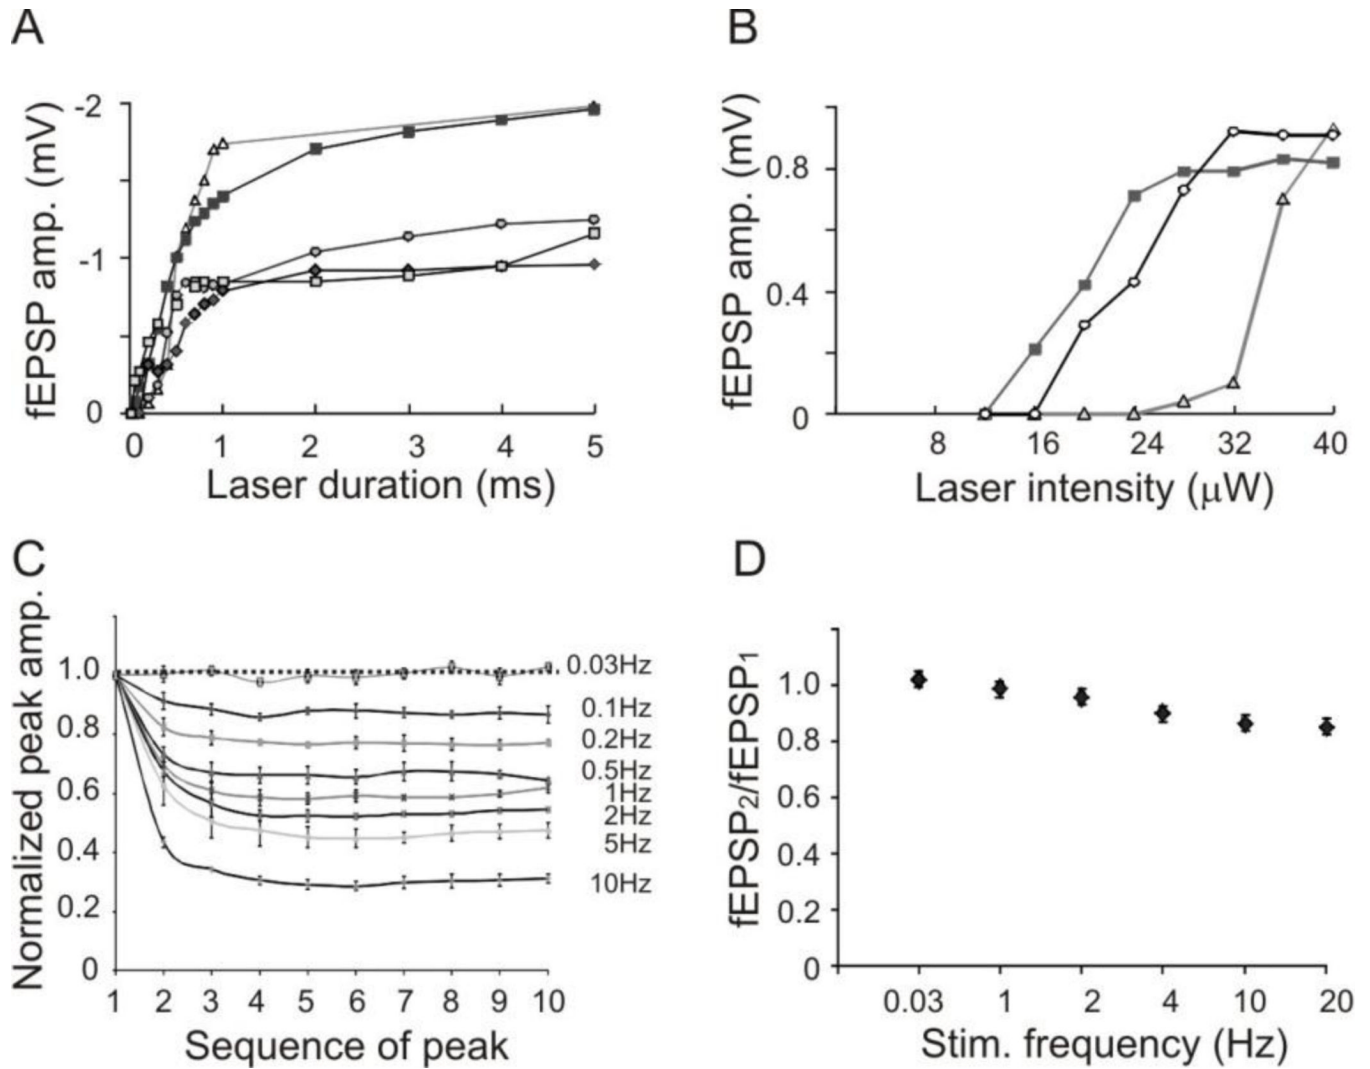 A
fEPSP amp. (mV)
-2
-1
0
0 1 2 3 4 5
Laser duration (ms)
B
fEPSP amp. (mV)
0.8
0.4
0
8 16 24 32 40
Laser intensity (μW)
C
Normalized peak amp.
1.0
0.8
0.6
0.4
0.2
0
0.03Hz
0.1Hz
0.2Hz
0.5Hz
1Hz
2Hz
5Hz
10Hz
1 2 3 4 5 6 7 8 9 10
Sequence of peak
D
fEPSP₂/fEPSP₁
1.0
0.8
0.6
0.4
0.2
0
0.03 1 2 4 10 20
Stim. frequency (Hz)